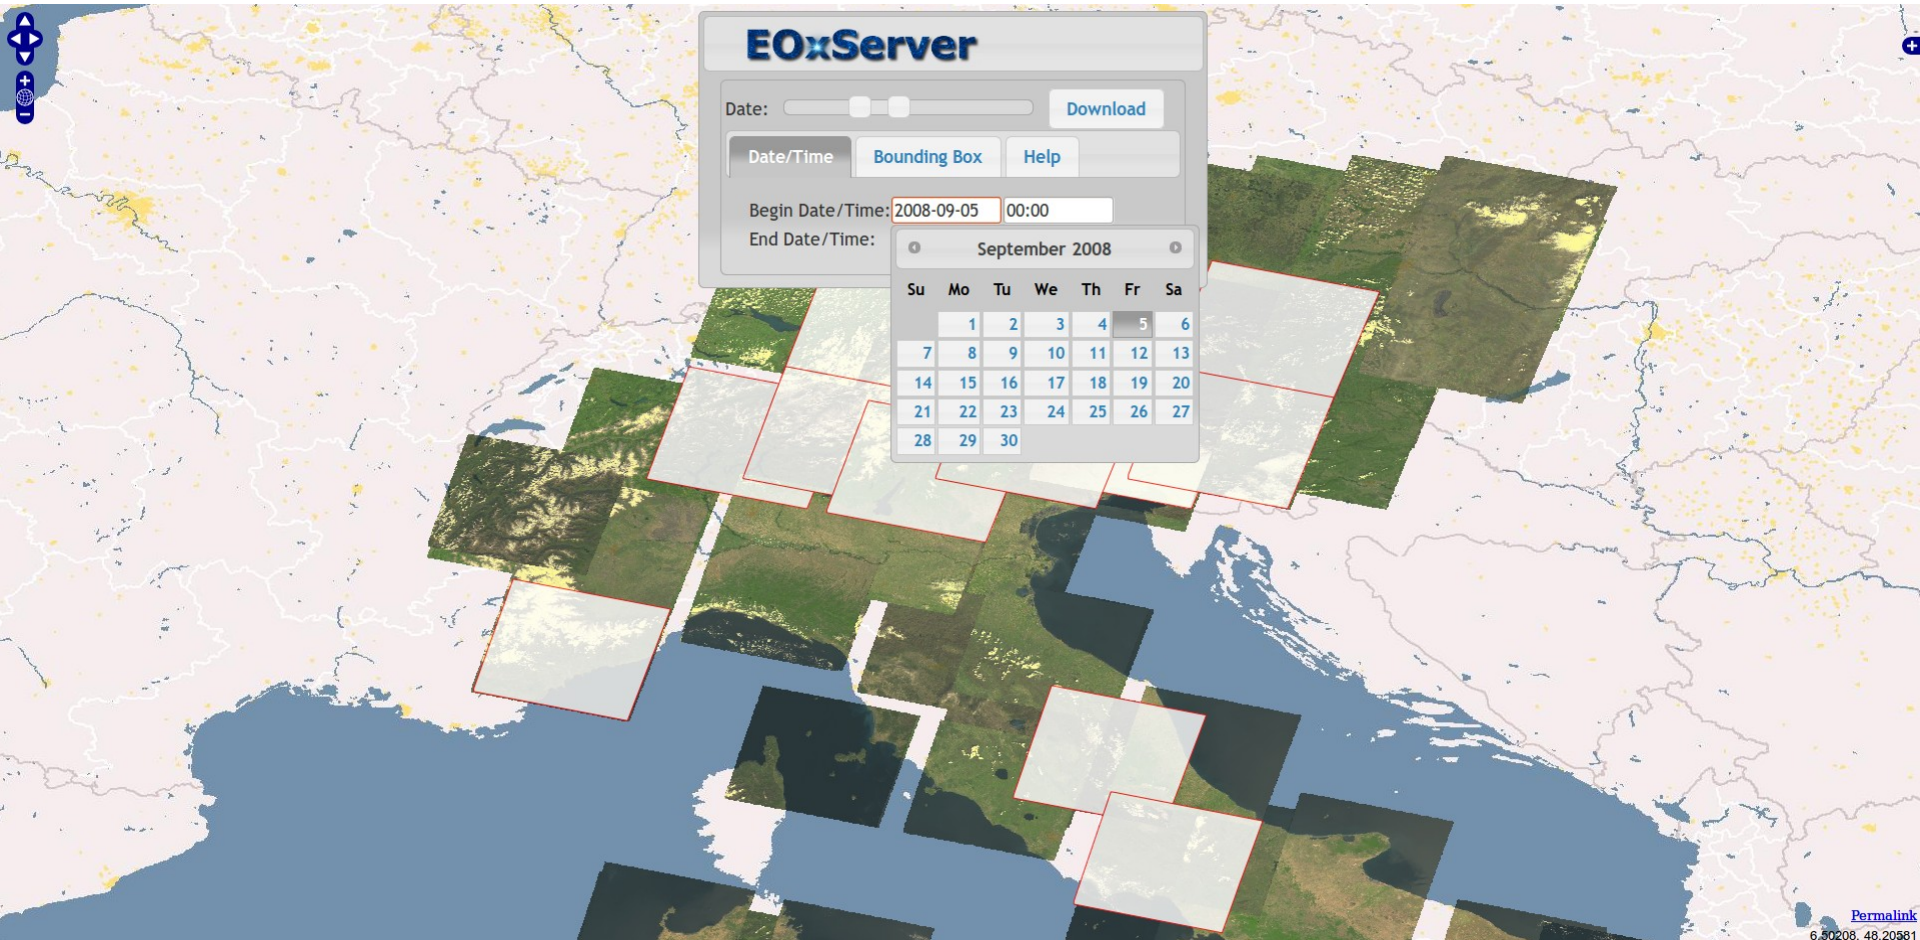 EOxServer
Date:
Download
Date/Time
Bounding Box
Help
Begin Date/Time: 2008-09-05 00:00
End Date/Time:
September 2008
Su Mo Tu We Th Fr Sa
1 2 3 4 5 6
7 8 9 10 11 12 13
14 15 16 17 18 19 20
21 22 23 24 25 26 27
28 29 30
Permalink
6.50208, 48.20581